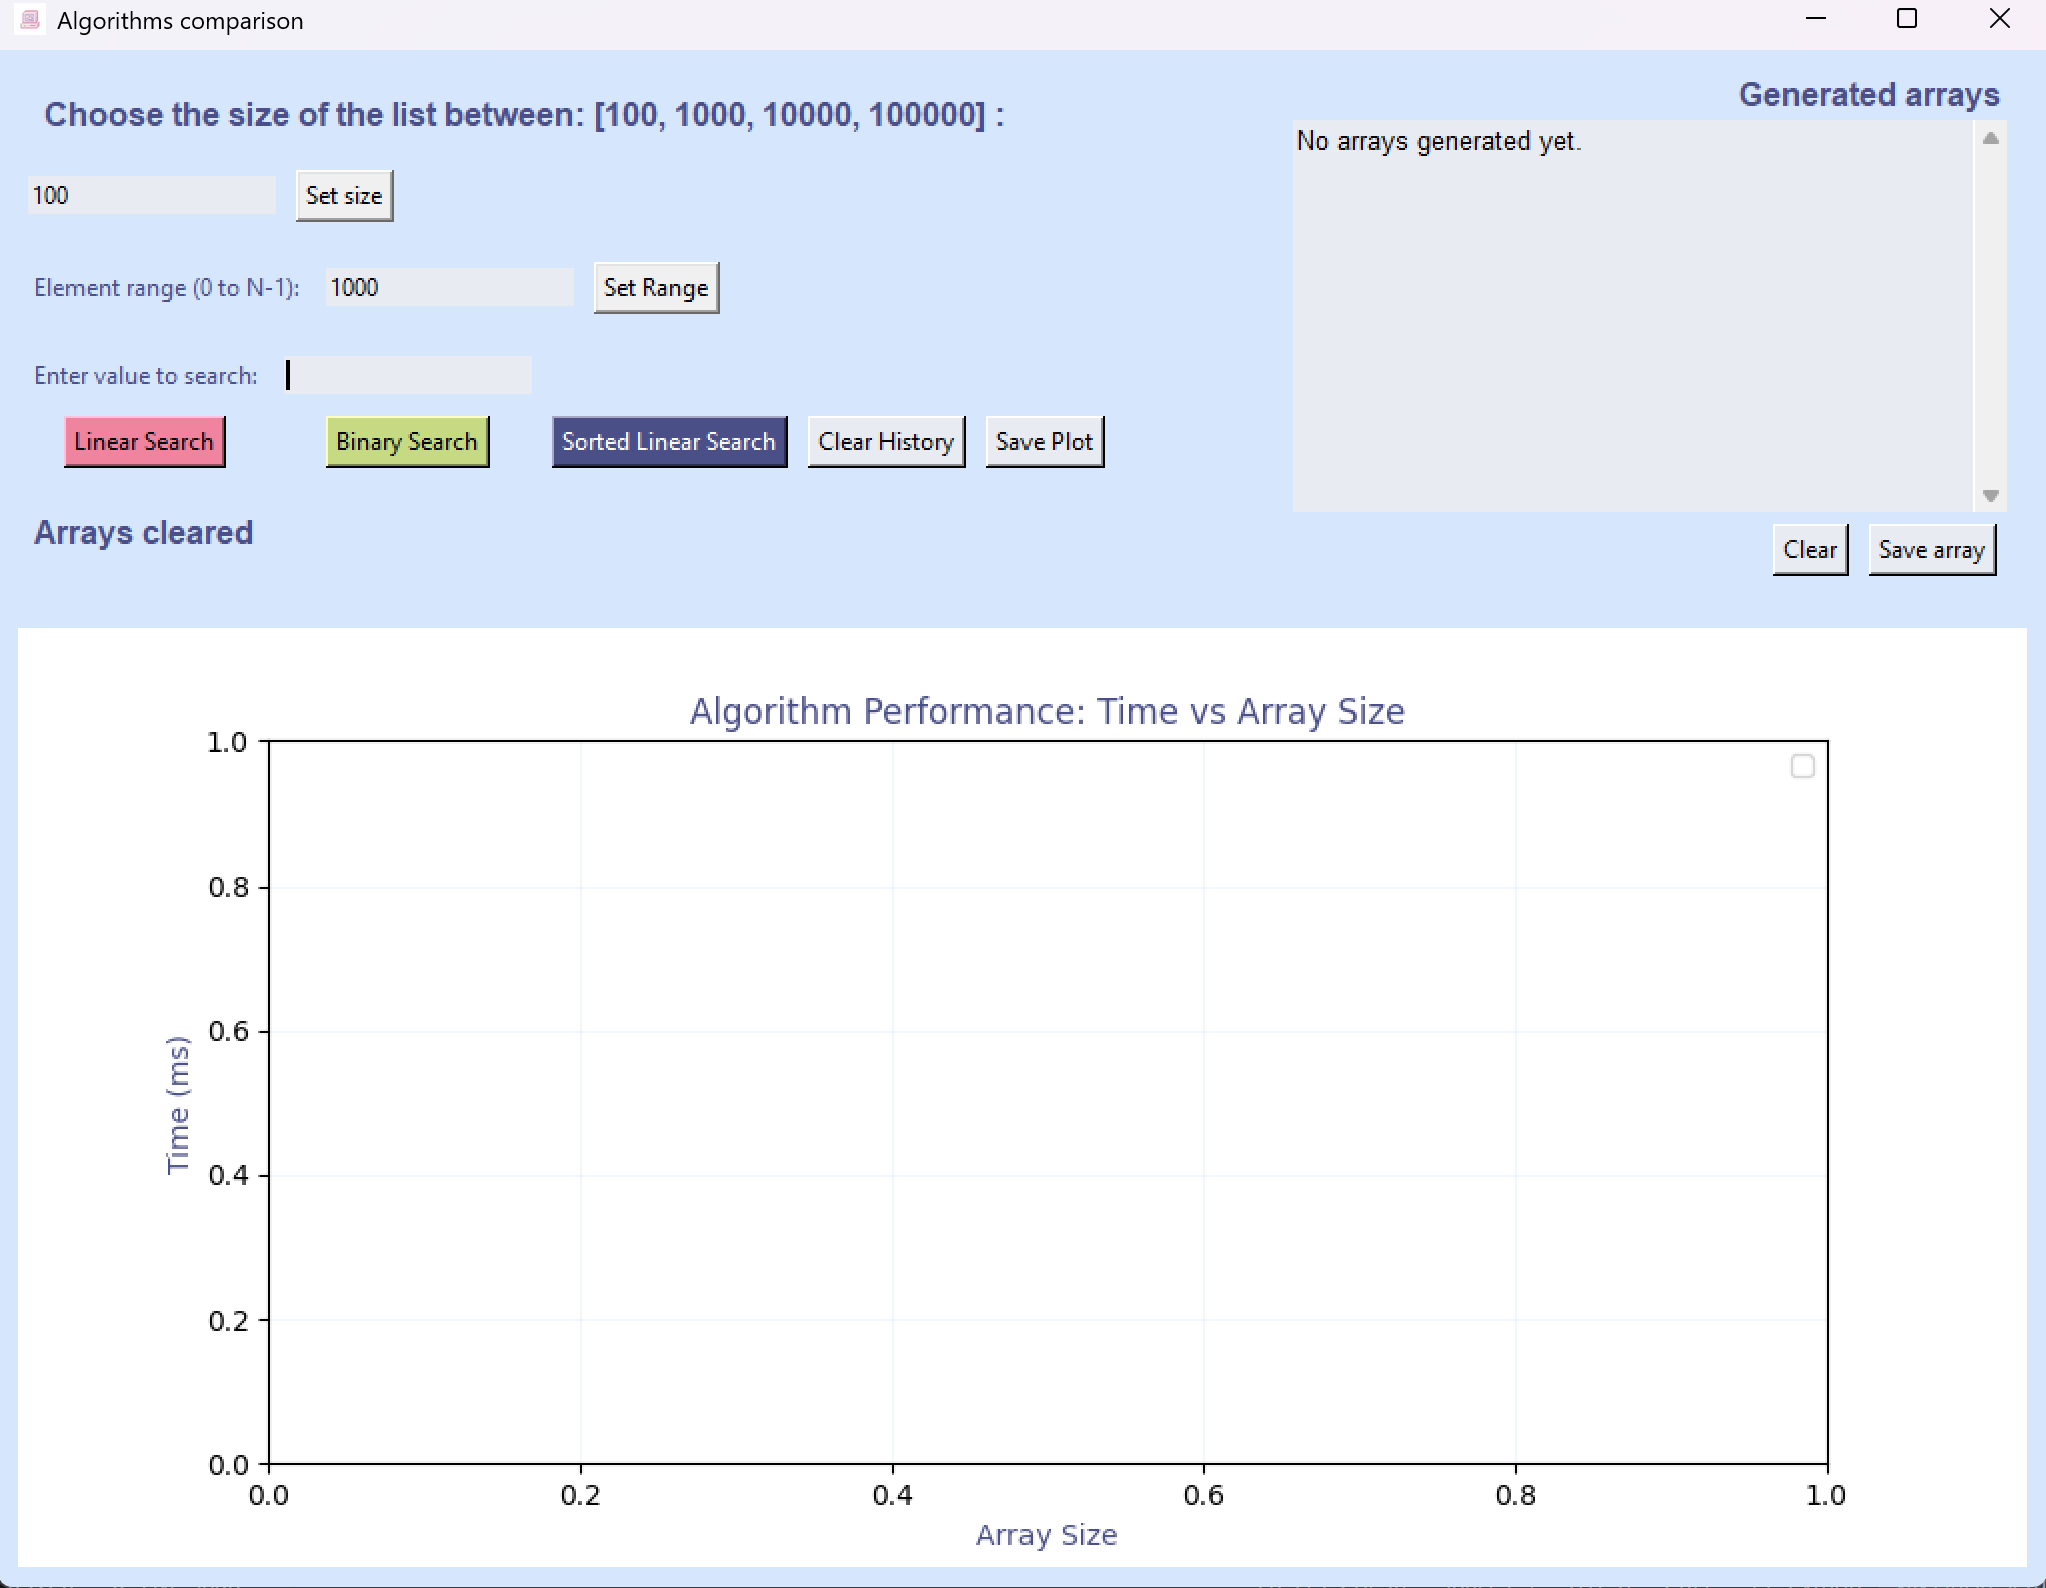 Algorithms comparison
Choose the size of the list between: [100, 1000, 10000, 100000] :
100
Set size
Element range (0 to N-1):
1000
Set Range
Enter value to search:
Linear Search
Binary Search
Sorted Linear Search
Clear History
Save Plot
Arrays cleared
Generated arrays
No arrays generated yet.
Clear
Save array
Algorithm Performance: Time vs Array Size
1.0
0.8
0.6
0.4
0.2
0.0
Time (ms)
0.0
0.2
0.4
0.6
0.8
1.0
Array Size